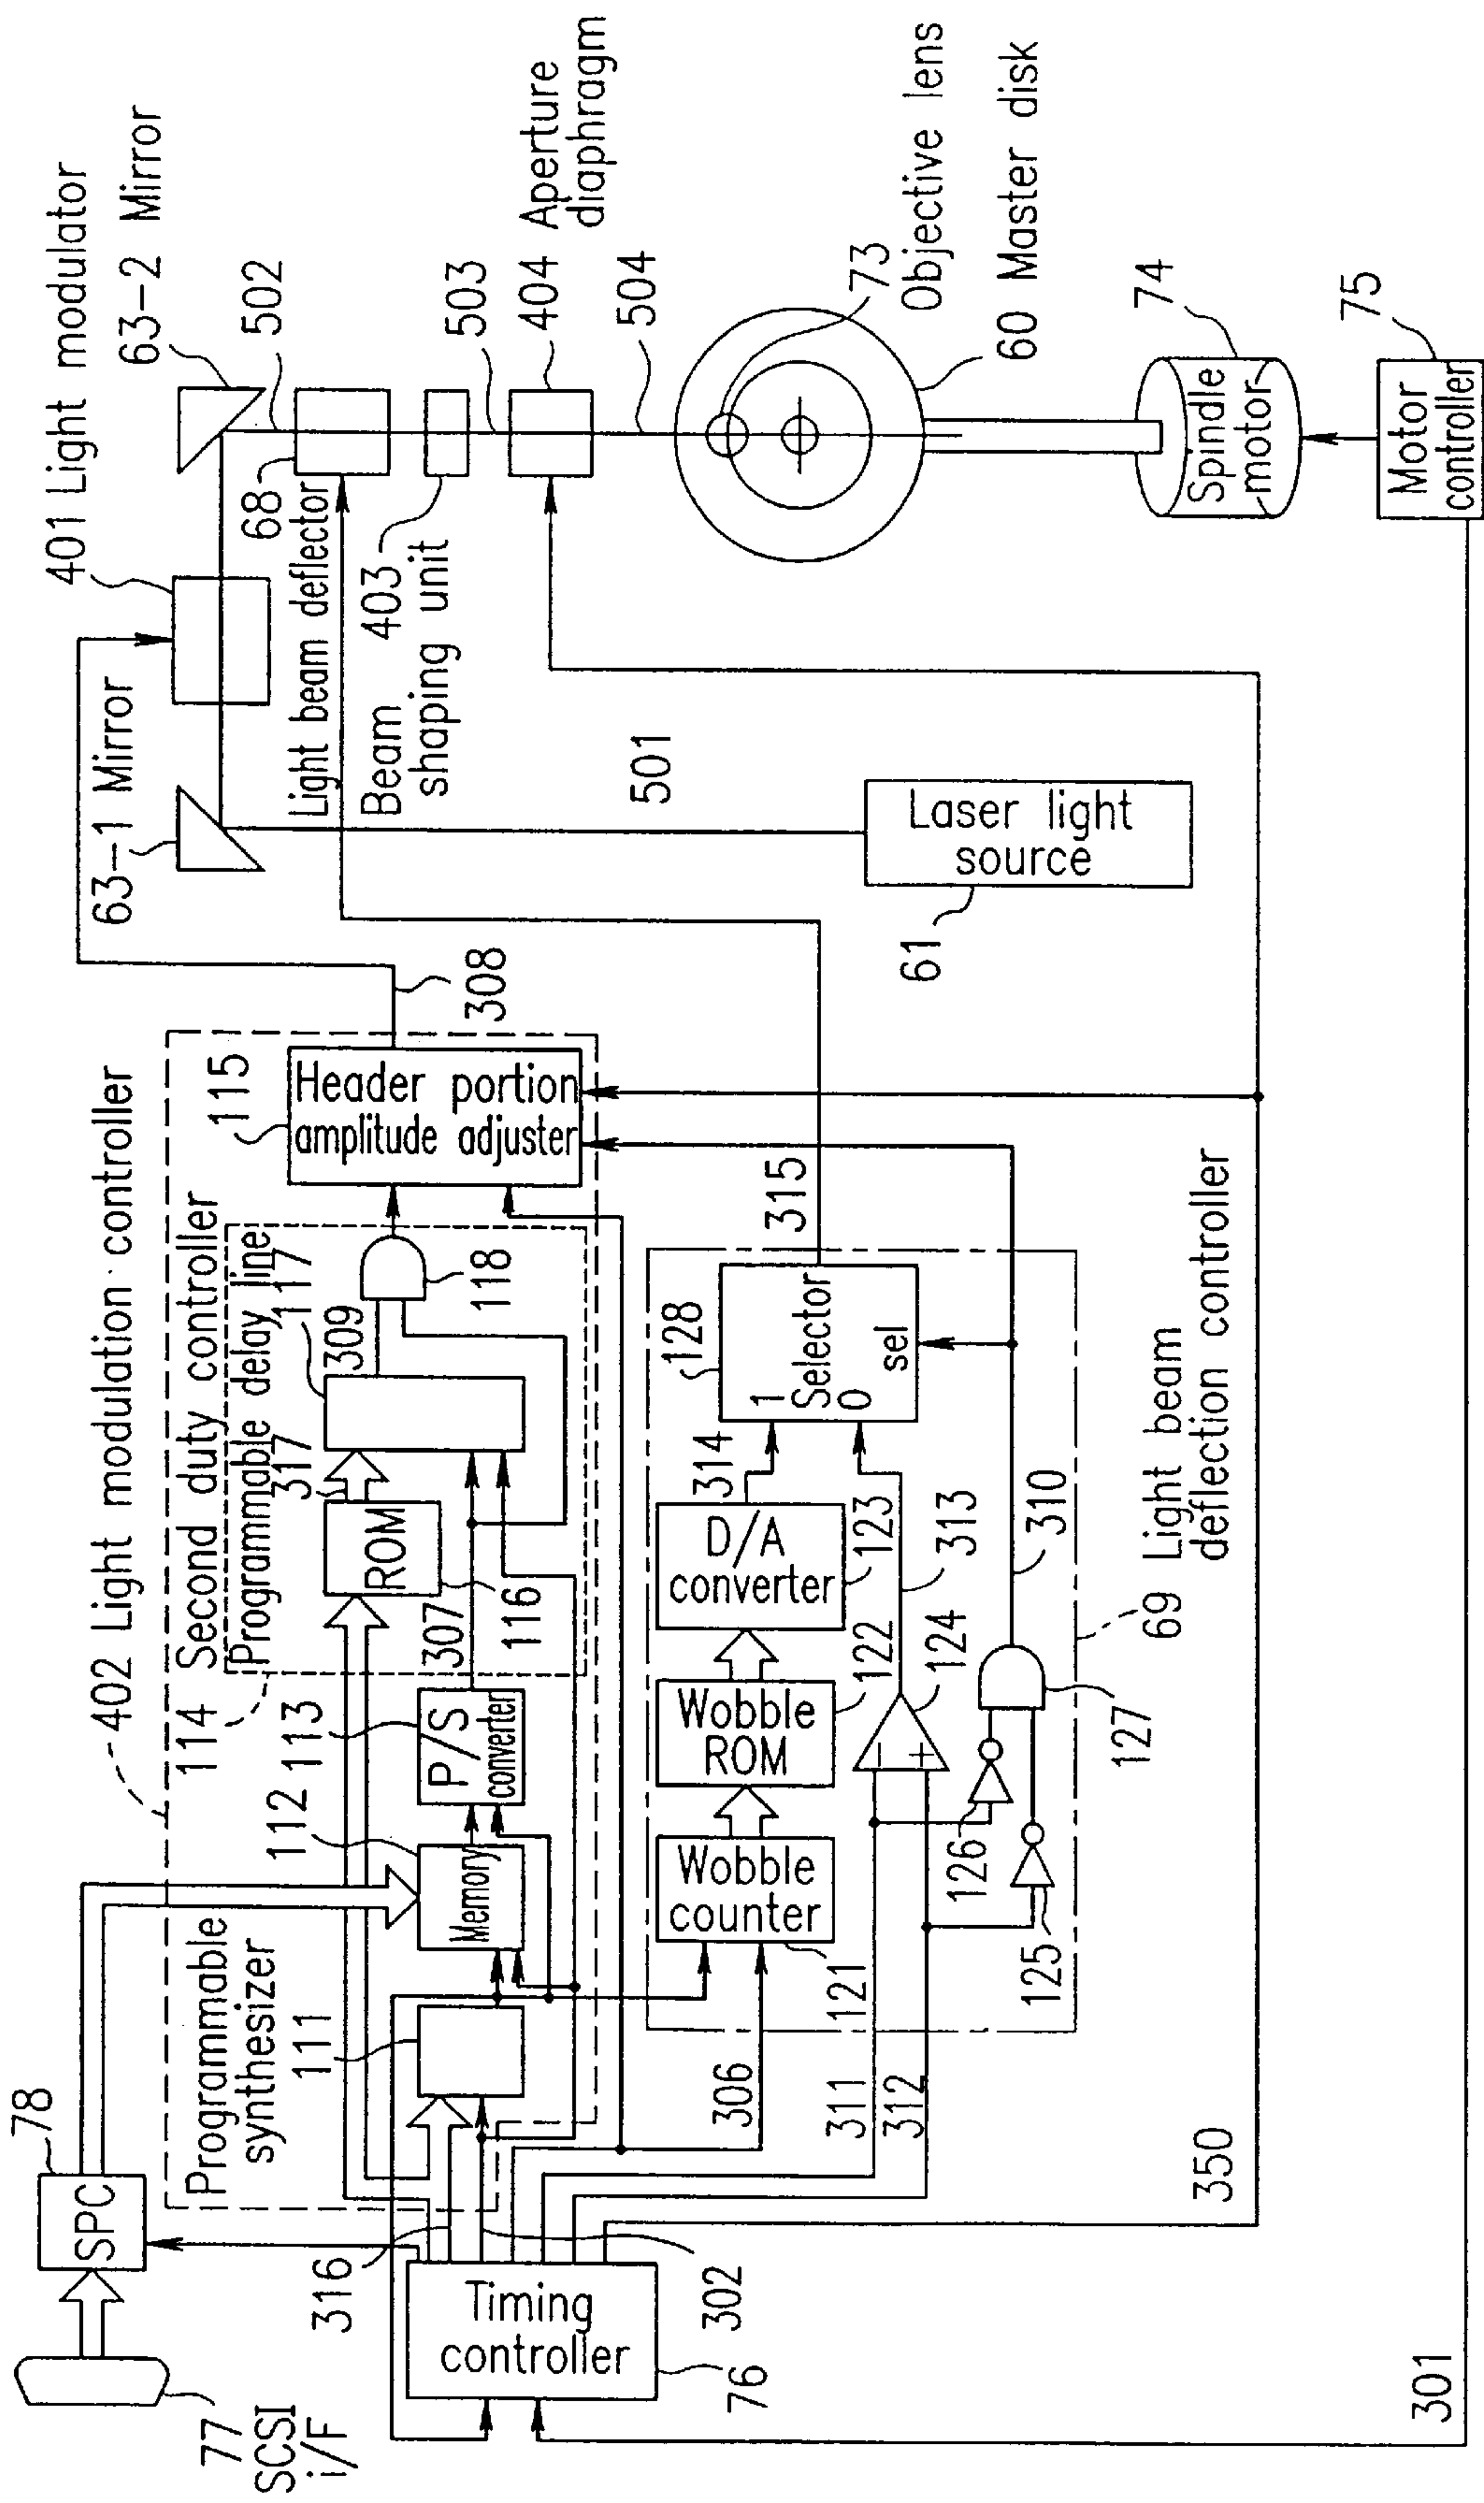 77
SCSI
i/F
78
SPC
316
Timing
controller
76
302
301
Programmable
synthesizer
111
402 Light modulation controller
114 Second duty controller
Programmable delay line
112
Memory
113
P/S
converter
307
ROM
116
317
309
117
118
115
Header portion
amplitude adjuster
308
306
311
312
350
Wobble
counter
121
Wobble
ROM
122
D/A
converter
123
314
313
124
125
126
127
310
128
1
Selector
0
sel
315
69 Light beam
deflection controller
63-1 Mirror
401 Light modulator
63-2 Mirror
502
68
Light beam deflector
503
403
Beam
shaping unit
404 Aperture
diaphragm
504
501
Laser light
source
61
73
Objective lens
60 Master disk
74
Spindle
motor
75
Motor
controller